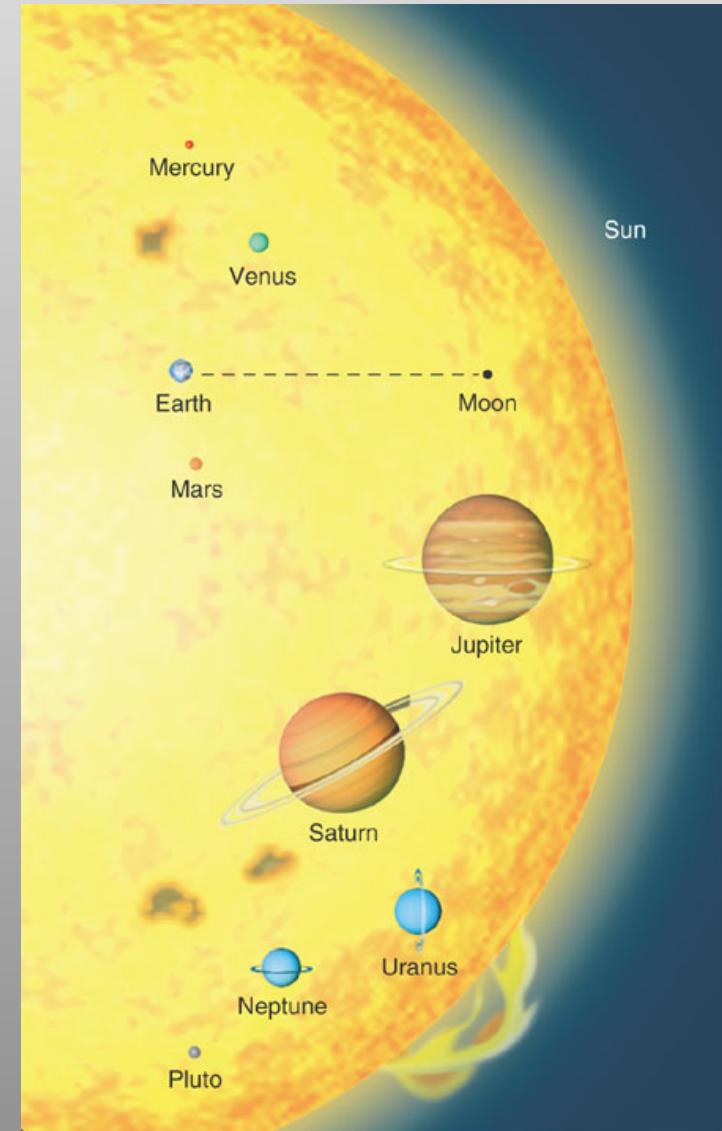 Mercury
Sun
Venus
Earth
Moon
Mars
Jupiter
Saturn
Uranus
Neptune
Pluto